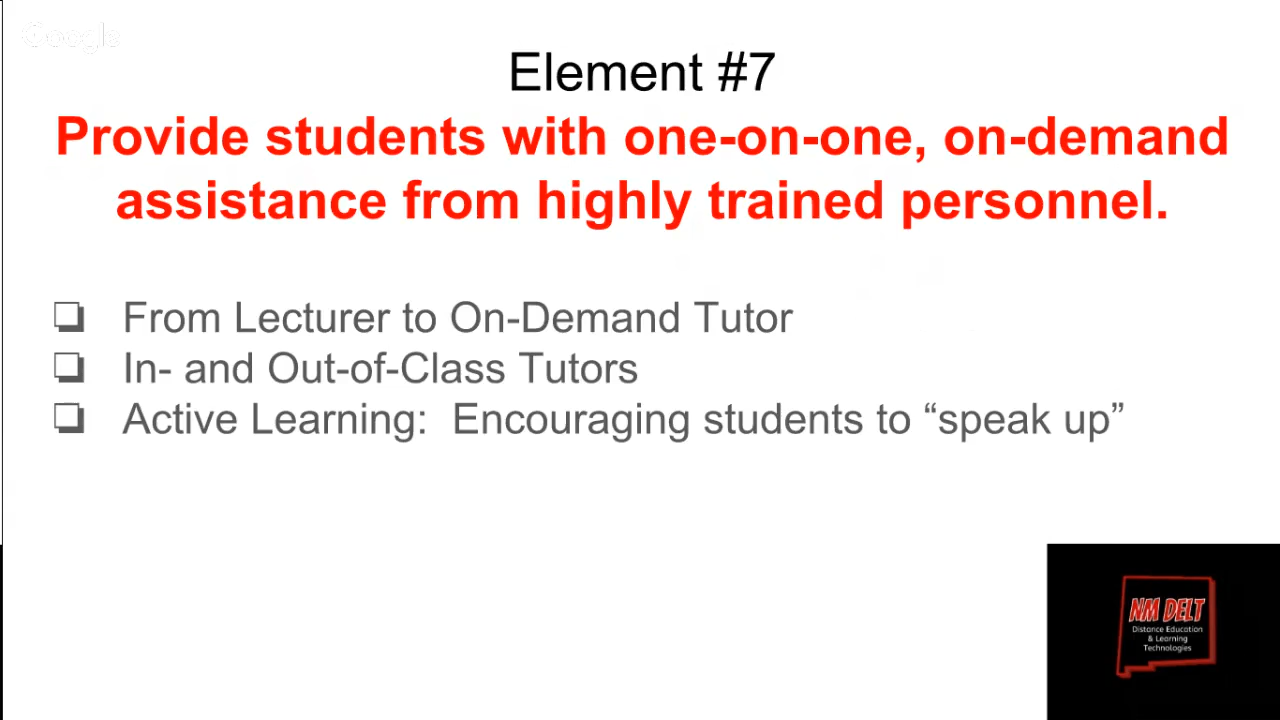 Google
Element #7
Provide students with one-on-one, on-demand
assistance from highly trained personnel.
❏ From Lecturer to On-Demand Tutor
❏ In- and Out-of-Class Tutors
❏ Active Learning:  Encouraging students to “speak up”
NM DELT
Distance Education
& Learning
Technologies